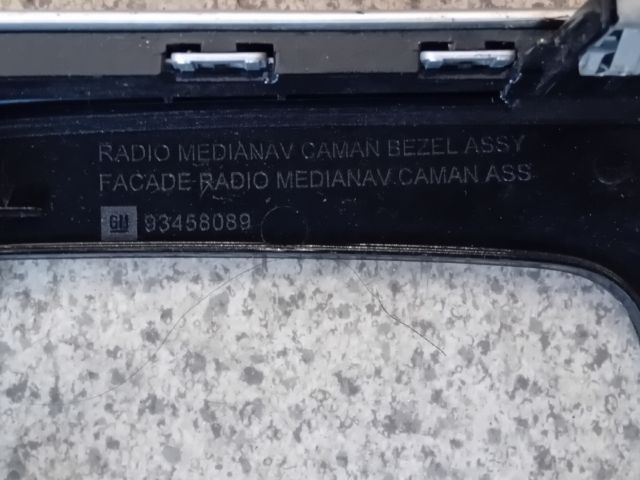 RADIO MEDIANAV CAMAN BEZEL ASSY
FACADE RADIO MEDIANAV CAMAN ASS
GM 93458089